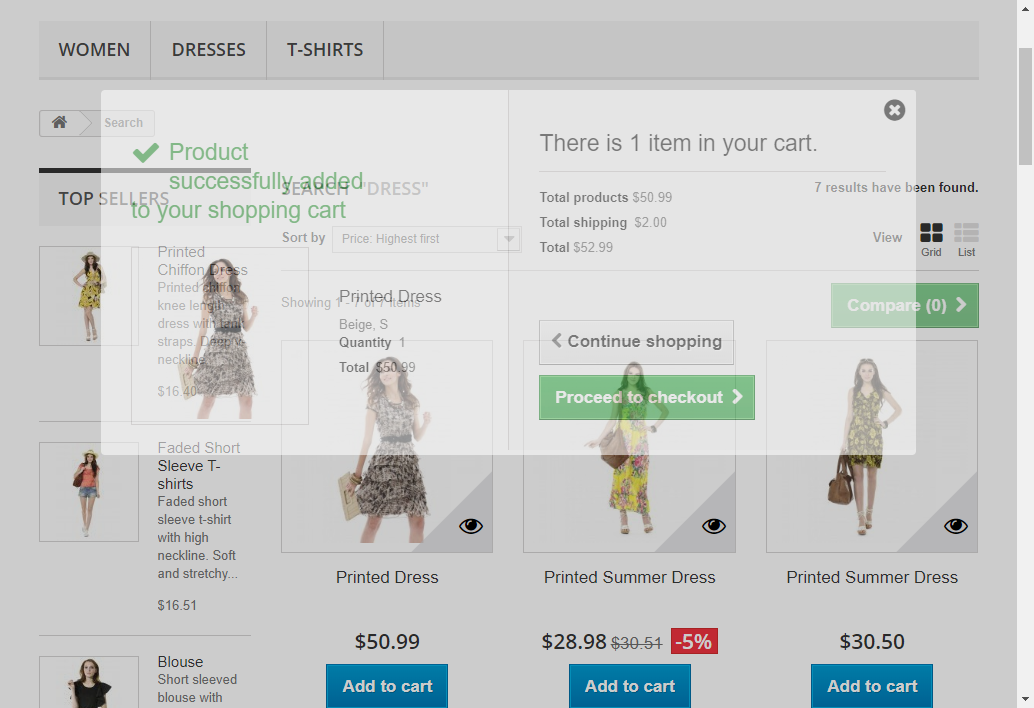 WOMEN
DRESSES
T-SHIRTS
Search
Product
successfully added
to your shopping cart
There is 1 item in your cart.
Total products $50.99
Total shipping $2.00
Total $52.99
TOP SELLERS
SEARCH "DRESS"
7 results have been found.
Sort by
Price: Highest first
View
Grid
List
Showing 1 - 7 of 7 items
Compare (0)
Printed
Chiffon Dress
Printed chiffon
knee length
dress with tank
straps. Deep v-
neckline
$16.40
Printed Dress
Beige, S
Quantity 1
Total $50.99
Continue shopping
Proceed to checkout
Faded Short
Sleeve T-
shirts
Faded short
sleeve t-shirt
with high
neckline. Soft
and stretchy...
$16.51
Blouse
Short sleeved
blouse with
Printed Dress
$50.99
Add to cart
Printed Summer Dress
$28.98 $30.51 -5%
Add to cart
Printed Summer Dress
$30.50
Add to cart